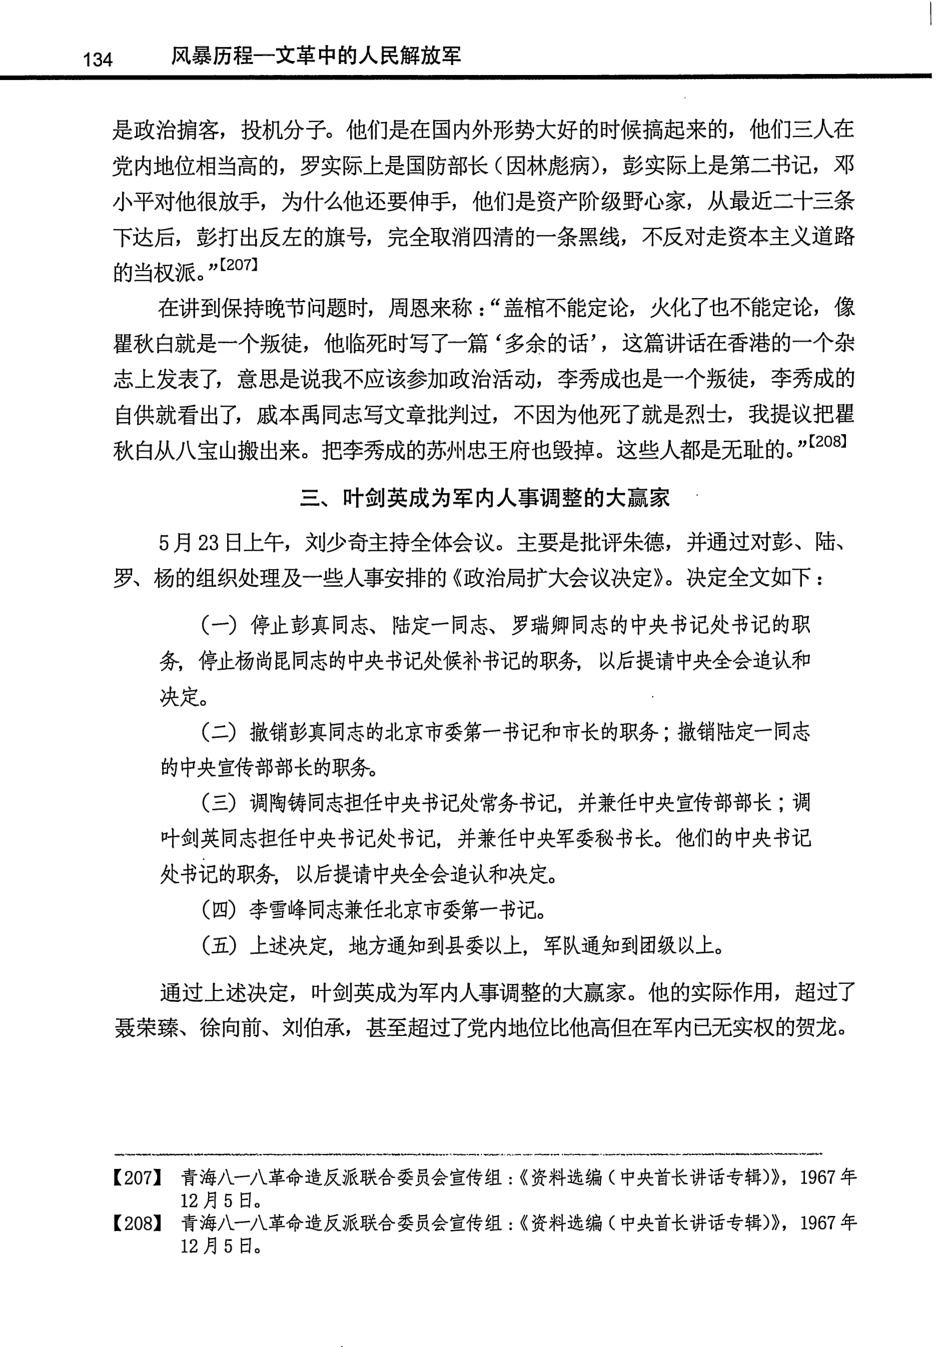 134 风暴历程—文革中的人民解放军
是政治掮客，投机分子。他们是在国内外形势大好的时候搞起来的，他们三人在
党内地位相当高的，罗实际上是国防部长（因林彪病），彭实际上是第二书记，邓
小平对他很放手，为什么他还要伸手，他们是资产阶级野心家，从最近二十三条
下达后，彭打出反左的旗号，完全取消四清的一条黑线，不反对走资本主义道路
的当权派。”【207】
在讲到保持晚节问题时，周恩来称：“盖棺不能定论，火化了也不能定论，像
瞿秋白就是一个叛徒，他临死时写了一篇‘多余的话’，这篇讲话在香港的一个杂
志上发表了，意思是说我不应该参加政治活动，李秀成也是一个叛徒，李秀成的
自供就看出了，戚本禹同志写文章批判过，不因为他死了就是烈士，我提议把瞿
秋白从八宝山搬出来。把李秀成的苏州忠王府也毁掉。这些人都是无耻的。”【208】
三、叶剑英成为军内人事调整的大赢家
5月23日上午，刘少奇主持全体会议。主要是批评朱德，并通过对彭、陆、
罗、杨的组织处理及一些人事安排的《政治局扩大会议决定》。决定全文如下：
（一）停止彭真同志、陆定一同志、罗瑞卿同志的中央书记处书记的职
务，停止杨尚昆同志的中央书记处候补书记的职务，以后提请中央全会追认和
决定。
（二）撤销彭真同志的北京市委第一书记和市长的职务；撤销陆定一同志
的中央宣传部部长的职务。
（三）调陶铸同志担任中央书记处常务书记，并兼任中央宣传部部长；调
叶剑英同志担任中央书记处书记，并兼任中央军委秘书长。他们的中央书记
处书记的职务，以后提请中央全会追认和决定。
（四）李雪峰同志兼任北京市委第一书记。
（五）上述决定，地方通知到县委以上，军队通知到团级以上。
通过上述决定，叶剑英成为军内人事调整的大赢家。他的实际作用，超过了
聂荣臻、徐向前、刘伯承，甚至超过了党内地位比他高但在军内已无实权的贺龙。
【207】 青海八一八革命造反派联合委员会宣传组：《资料选编（中央首长讲话专辑）》，1967年
12月5日。
【208】 青海八一八革命造反派联合委员会宣传组：《资料选编（中央首长讲话专辑）》，1967年
12月5日。